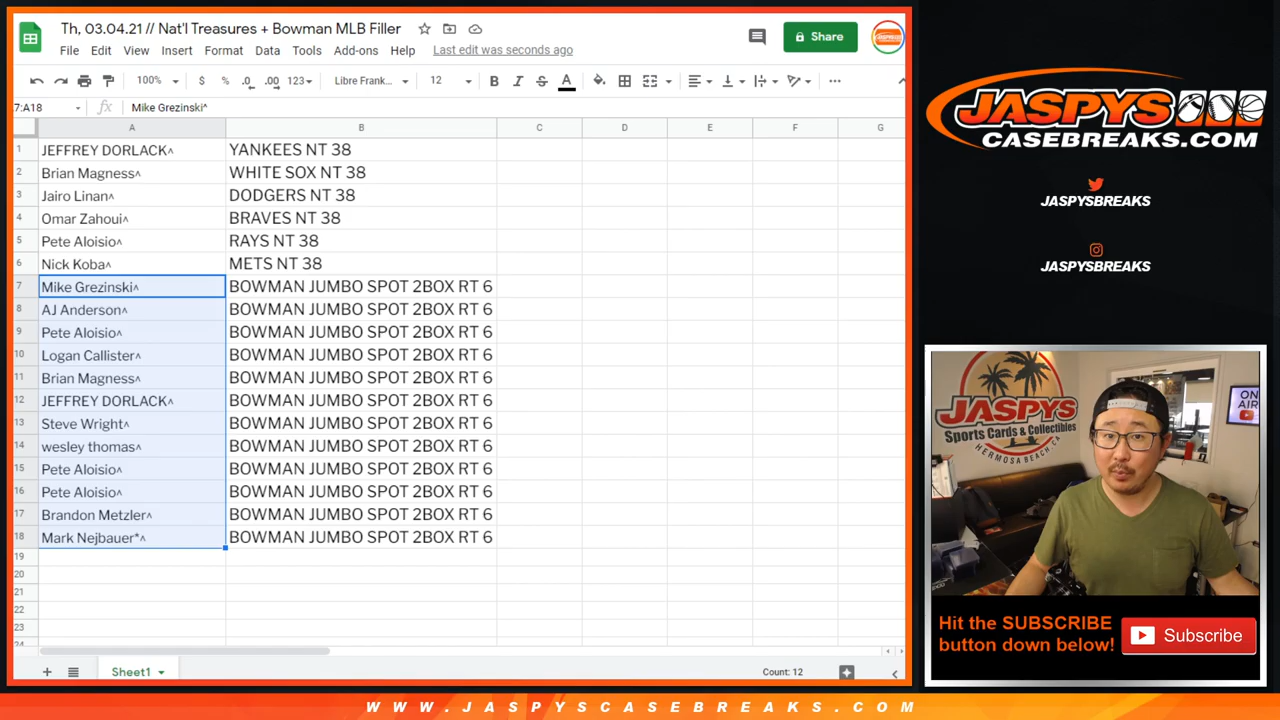 Th, 03.04.21 // Nat'l Treasures + Bowman MLB Filler
File Edit View Insert Format Data Tools Add-ons Help Last edit was seconds ago
Share
100% $ % .0 .00 123 Libre Frank... 12 B I S A
7:A18 fx Mike Grezinski^
A B C D E F G
1 JEFFREY DORLACK^ YANKEES NT 38
2 Brian Magness^ WHITE SOX NT 38
3 Jairo Linan^ DODGERS NT 38
4 Omar Zahoui^ BRAVES NT 38
5 Pete Aloisio^ RAYS NT 38
6 Nick Koba^ METS NT 38
7 Mike Grezinski^ BOWMAN JUMBO SPOT 2BOX RT 6
8 AJ Anderson^ BOWMAN JUMBO SPOT 2BOX RT 6
9 Pete Aloisio^ BOWMAN JUMBO SPOT 2BOX RT 6
10 Logan Callister^ BOWMAN JUMBO SPOT 2BOX RT 6
11 Brian Magness^ BOWMAN JUMBO SPOT 2BOX RT 6
12 JEFFREY DORLACK^ BOWMAN JUMBO SPOT 2BOX RT 6
13 Steve Wright^ BOWMAN JUMBO SPOT 2BOX RT 6
14 wesley thomas^ BOWMAN JUMBO SPOT 2BOX RT 6
15 Pete Aloisio^ BOWMAN JUMBO SPOT 2BOX RT 6
16 Pete Aloisio^ BOWMAN JUMBO SPOT 2BOX RT 6
17 Brandon Metzler^ BOWMAN JUMBO SPOT 2BOX RT 6
18 Mark Nejbauer*^ BOWMAN JUMBO SPOT 2BOX RT 6
19
20
21
22
23
24
Sheet1 Count: 12
JASPYS
CASEBREAKS.COM
JASPYSBREAKS
JASPYSBREAKS
JASPYS
Sports Cards & Collectibles
HERMOSA BEACH, CA
ON
AIR
Hit the SUBSCRIBE
button down below!
Subscribe
WWW.JASPYSCASEBREAKS.COM